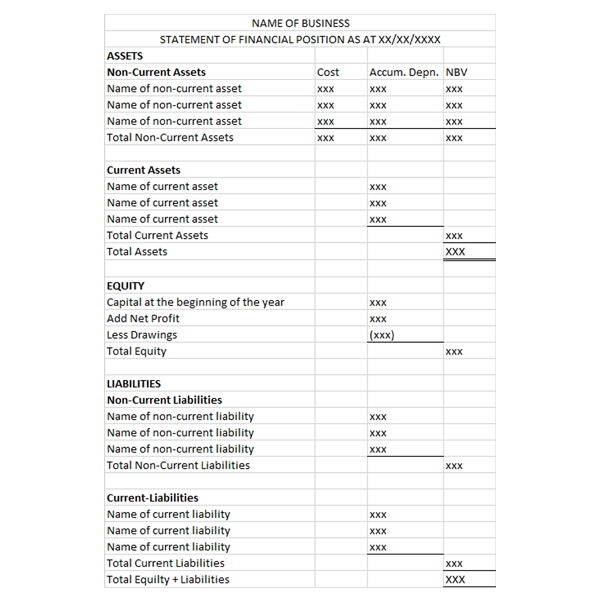 NAME OF BUSINESS
STATEMENT OF FINANCIAL POSITION AS AT XX/XX/XXXX
ASSETS
Non-Current Assets Cost Accum. Depn. NBV
Name of non-current asset xxx xxx xxx
Name of non-current asset xxx xxx xxx
Name of non-current asset xxx xxx xxx
Total Non-Current Assets xxx xxx xxx
Current Assets
Name of current asset xxx
Name of current asset xxx
Name of current asset xxx
Total Current Assets xxx
Total Assets XXX
EQUITY
Capital at the beginning of the year xxx
Add Net Profit xxx
Less Drawings (xxx)
Total Equity xxx
LIABILITIES
Non-Current Liabilities
Name of non-current liability xxx
Name of non-current liability xxx
Name of non-current liability xxx
Total Non-Current Liabilities xxx
Current-Liabilities
Name of current liability xxx
Name of current liability xxx
Name of current liability xxx
Total Current Liabilities xxx
Total Equilty + Liabilities XXX